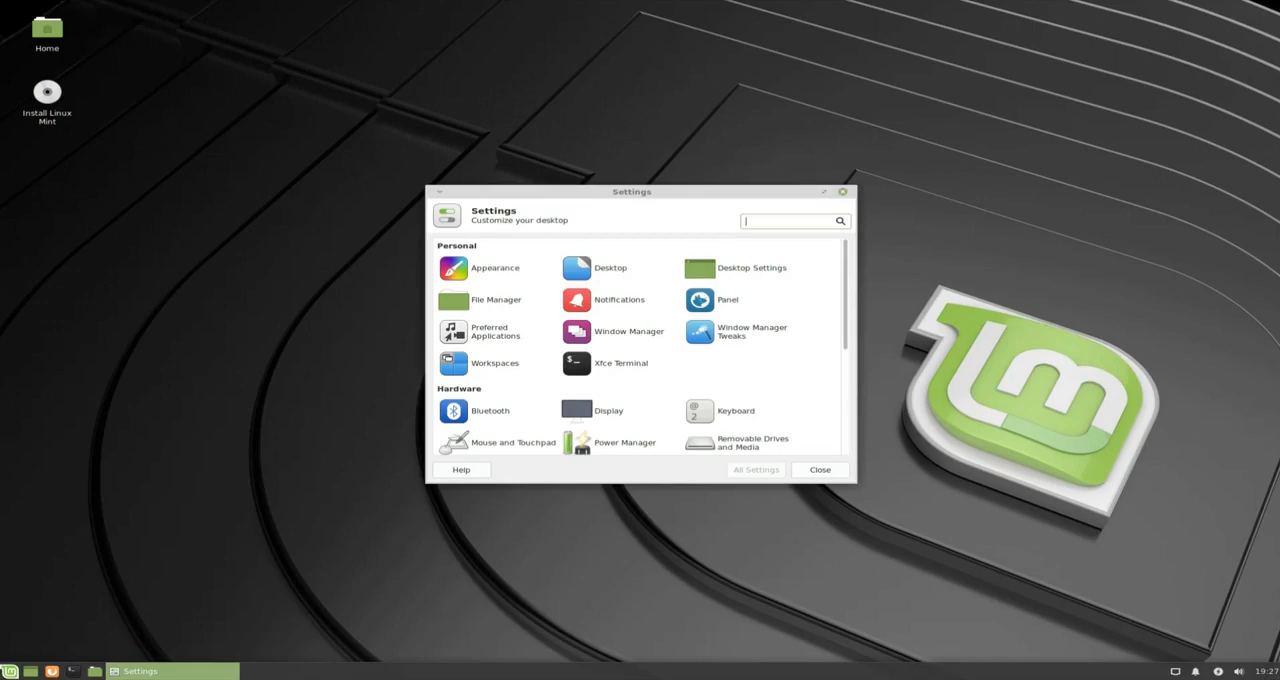 Home
Install Linux
Mint
Settings
Settings
Customize your desktop
Personal
Appearance
Desktop
Desktop Settings
File Manager
Notifications
Panel
Preferred
Applications
Window Manager
Window Manager
Tweaks
Workspaces
$_
Xfce Terminal
Hardware
Bluetooth
Display
@
2
Keyboard
Mouse and Touchpad
Power Manager
Removable Drives
and Media
Help
All Settings
Close
lm
Settings
19:27